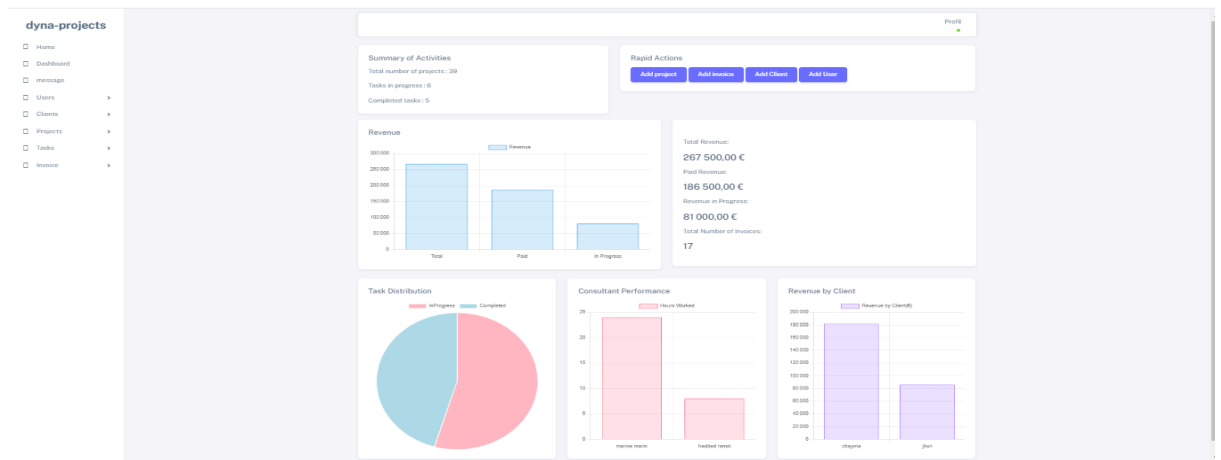 dyna-projects
Home
Dashboard
message
Users
Clients
Projects
Tasks
Invoice
Profil
Summary of Activities
Total number of projects : 39
Tasks in progress : 6
Completed tasks : 5
Rapid Actions
Add project Add invoice Add Client Add User
Revenue
Revenue
300 000
250 000
200 000
150 000
100 000
50 000
0
Total Paid In Progress
Total Revenue:
267 500,00 €
Paid Revenue:
186 500,00 €
Revenue in Progress:
81 000,00 €
Total Number of Invoices:
17
Task Distribution
InProgress Completed
Consultant Performance
Hours Worked
25
20
15
10
5
0
Revenue by Client
Revenue by Client(€)
200 000
180 000
160 000
140 000
120 000
100 000
80 000
60 000
40 000
20 000
0